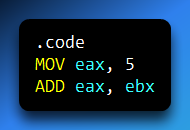 .code
MOV eax, 5
ADD eax, ebx